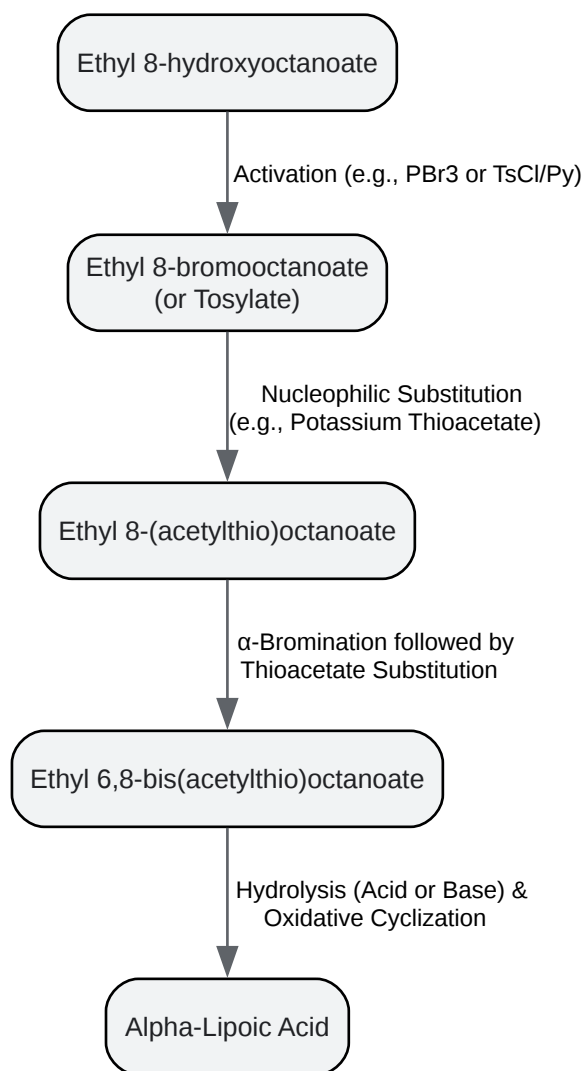 Ethyl 8-hydroxyoctanoate
Activation (e.g., PBr3 or TsCl/Py)
Ethyl 8-bromooctanoate
(or Tosylate)
Nucleophilic Substitution
(e.g., Potassium Thioacetate)
Ethyl 8-(acetylthio)octanoate
α-Bromination followed by
Thioacetate Substitution
Ethyl 6,8-bis(acetylthio)octanoate
Hydrolysis (Acid or Base) &
Oxidative Cyclization
Alpha-Lipoic Acid